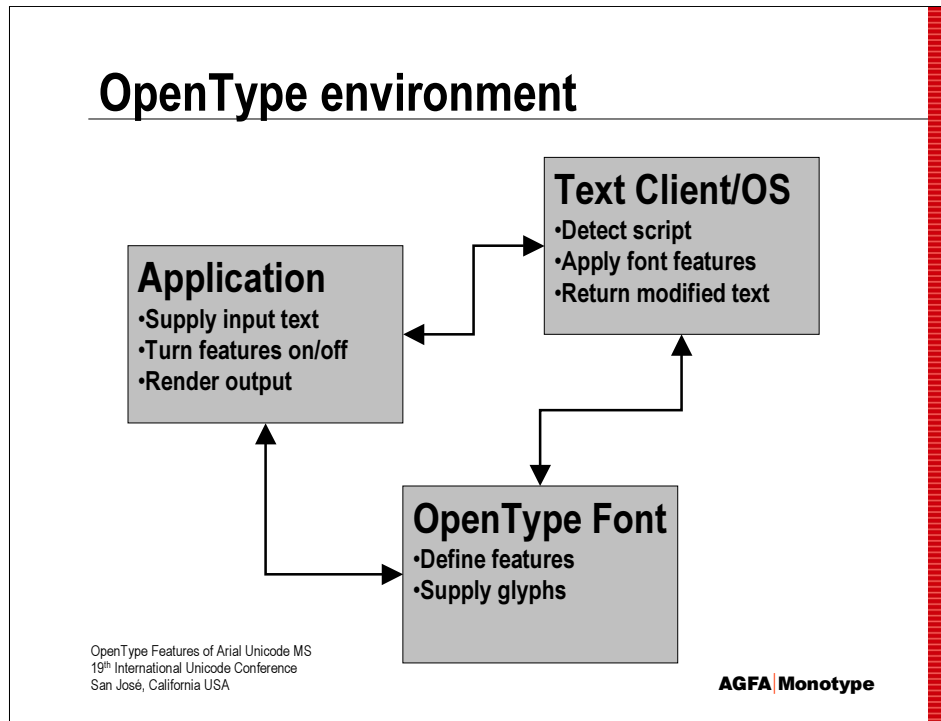 OpenType environment
Application
•Supply input text
•Turn features on/off
•Render output
Text Client/OS
•Detect script
•Apply font features
•Return modified text
OpenType Font
•Define features
•Supply glyphs
OpenType Features of Arial Unicode MS
19th International Unicode Conference
San José, California USA
AGFA|Monotype